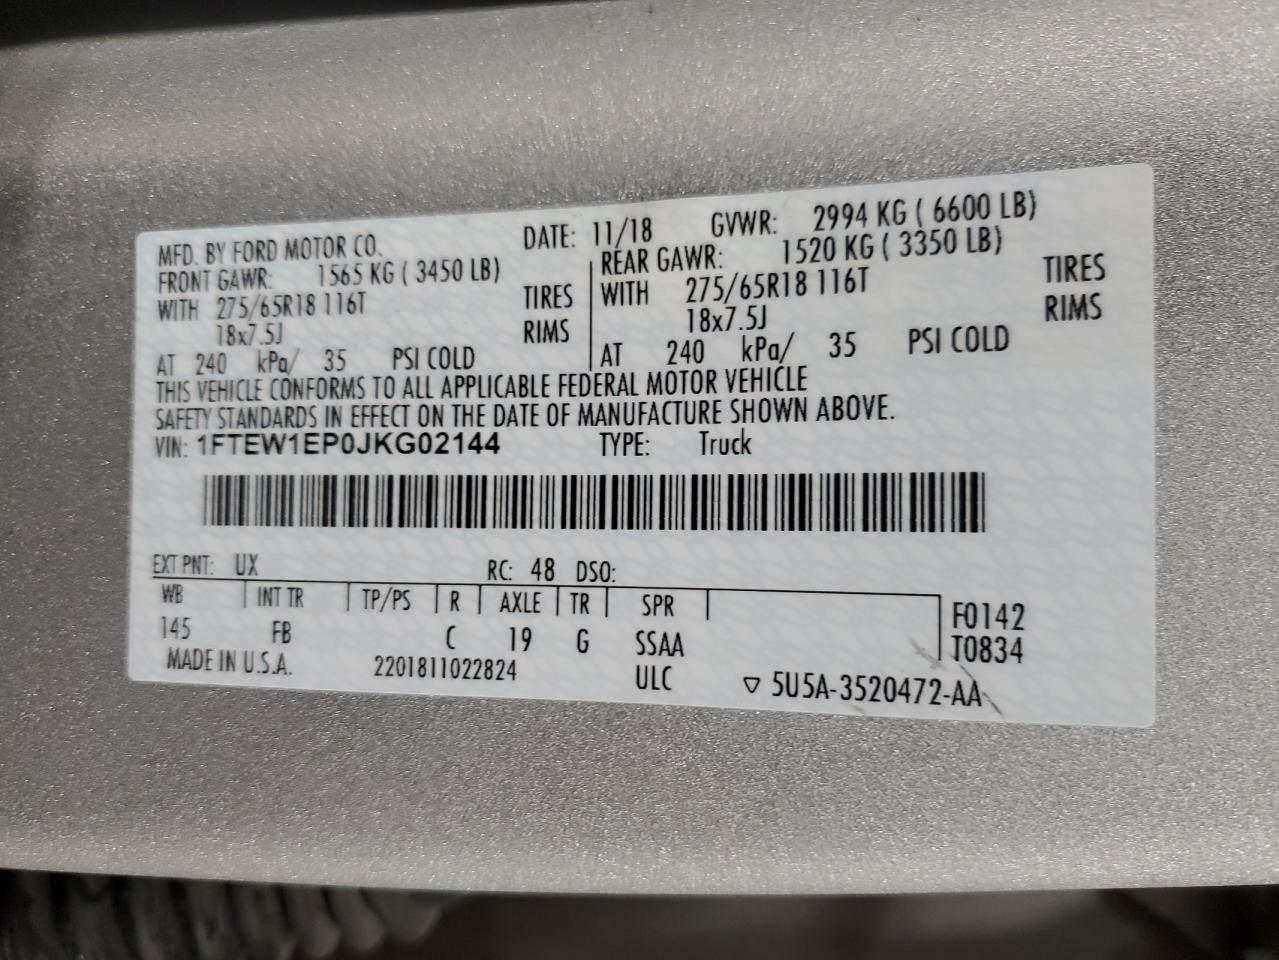 MFD. BY FORD MOTOR CO. DATE: 11/18 GVWR: 2994 KG ( 6600 LB)
FRONT GAWR: 1565 KG ( 3450 LB) REAR GAWR: 1520 KG ( 3350 LB)
WITH 275/65R18 116T TIRES WITH 275/65R18 116T TIRES
18x7.5J RIMS 18x7.5J RIMS
AT 240 kPa/ 35 PSI COLD AT 240 kPa/ 35 PSI COLD
THIS VEHICLE CONFORMS TO ALL APPLICABLE FEDERAL MOTOR VEHICLE
SAFETY STANDARDS IN EFFECT ON THE DATE OF MANUFACTURE SHOWN ABOVE.
VIN: 1FTEW1EP0JKG02144 TYPE: Truck
EXT PNT: UX RC: 48 DSO:
WB INT TR TP/PS R AXLE TR SPR F0142
145 FB C 19 G SSAA T0834
MADE IN U.S.A. 2201811022824 ULC ▽ 5U5A-3520472-AA